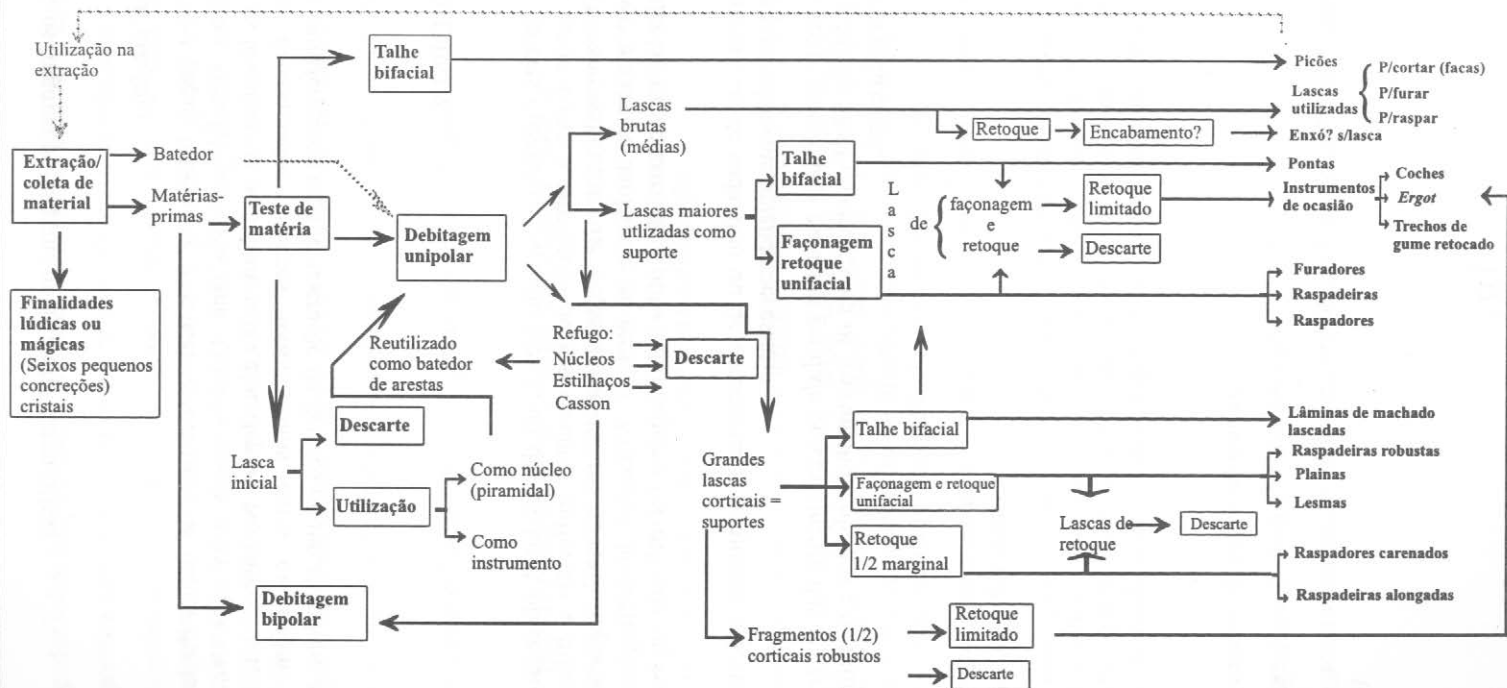 Utilização na
extração
Talhe
bifacial
Picões
Lascas
utilizadas
P/cortar (facas)
P/furar
P/raspar
Lascas
brutas
(médias)
Retoque
Encabamento?
Enxó? s/lasca
Extração/
coleta de
material
Batedor
Matérias-
primas
Teste de
matéria
Debitagem
unipolar
Lascas maiores
utlizadas como
suporte
Talhe
bifacial
Façonagem
retoque
unifacial
L
a
s
c
a
de
façonagem
e
retoque
Retoque
limitado
Descarte
Pontas
Instrumentos
de ocasião
Coches
Ergot
Trechos de
gume retocado
Furadores
Raspadeiras
Raspadores
Finalidades
lúdicas ou
mágicas
(Seixos pequenos
concreções)
cristais
Reutilizado
como batedor
de arestas
Refugo:
Núcleos
Estilhaços
Casson
Descarte
Lasca
inicial
Descarte
Utilização
Como núcleo
(piramidal)
Como
instrumento
Debitagem
bipolar
Grandes
lascas
corticais =
suportes
Talhe bifacial
Façonagem e retoque
unifacial
Retoque
1/2 marginal
Lascas de
retoque
Descarte
Lâminas de machado
lascadas
Raspadeiras robustas
Plainas
Lesmas
Raspadores carenados
Raspadeiras alongadas
Fragmentos (1/2)
corticais robustos
Retoque
limitado
Descarte